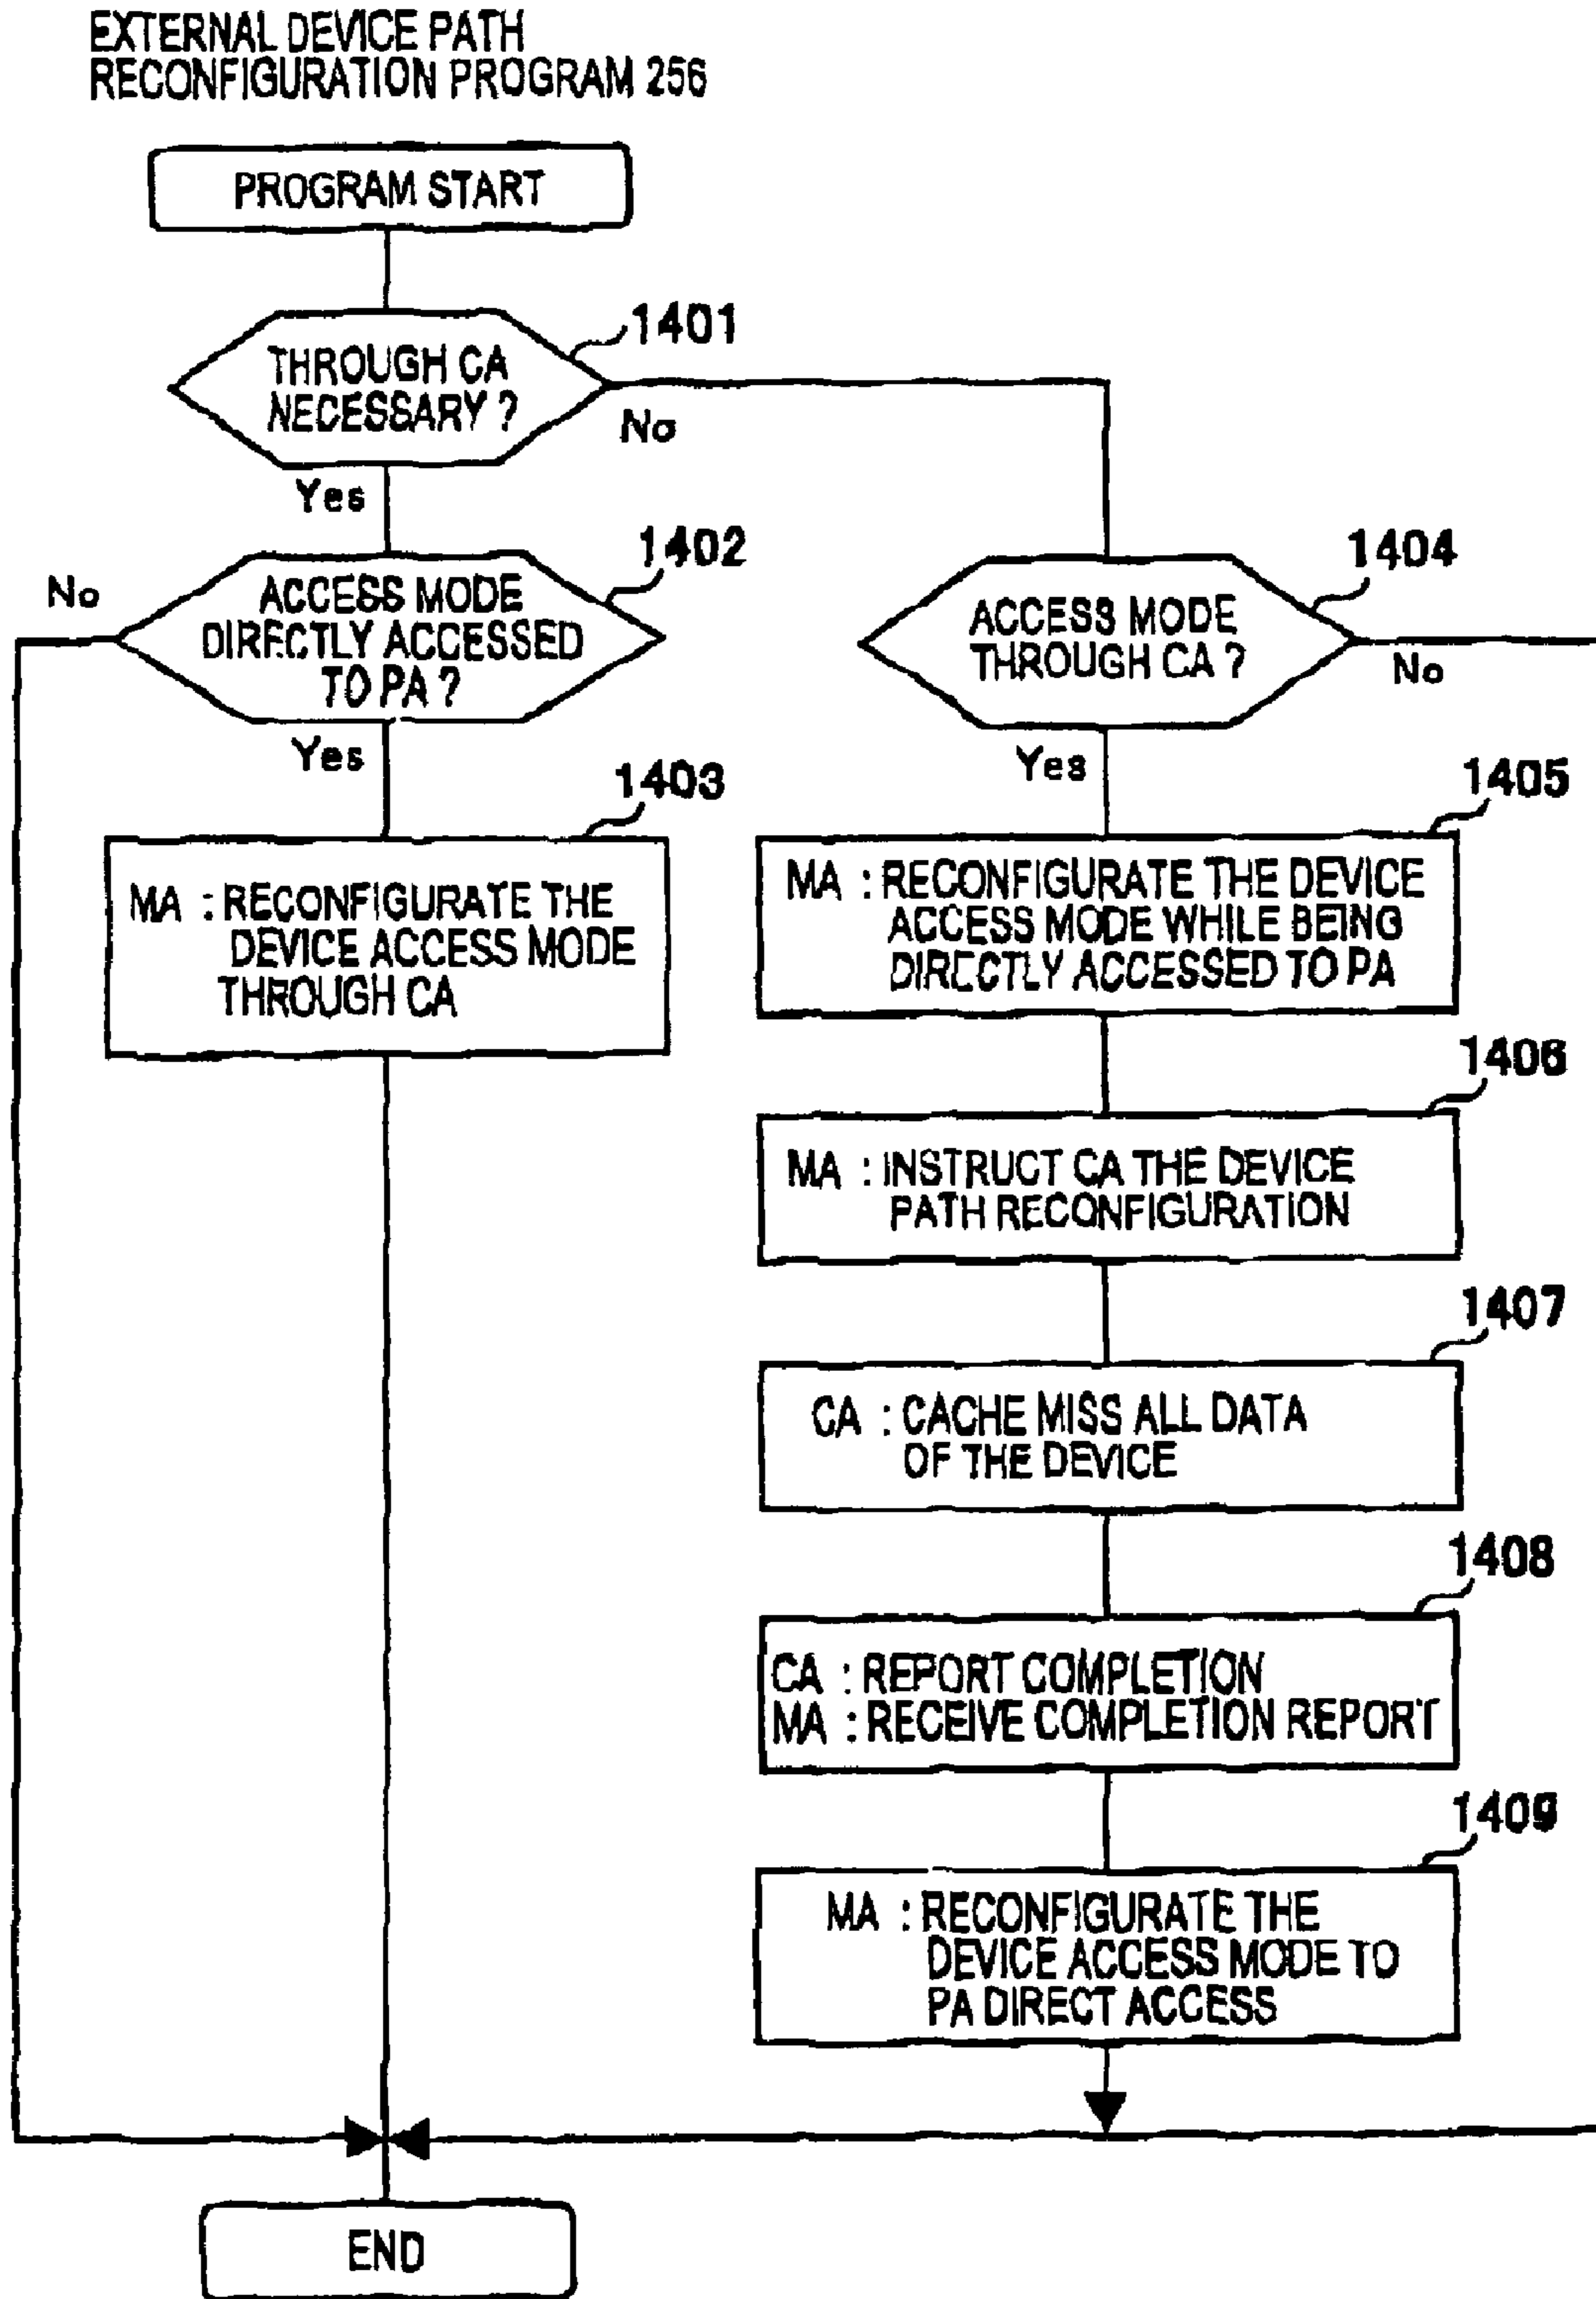 EXTERNAL DEVICE PATH
RECONFIGURATION PROGRAM 256
PROGRAM START
1401
THROUGH CA
NECESSARY ?
No
Yes
1402
No
ACCESS MODE
DIRECTLY ACCESSED
TO PA ?
Yes
1403
MA : RECONFIGURATE THE
DEVICE ACCESS MODE
THROUGH CA
1404
ACCESS MODE
THROUGH CA ?
No
Yes
1405
MA : RECONFIGURATE THE DEVICE
ACCESS MODE WHILE BEING
DIRECTLY ACCESSED TO PA
1406
MA : INSTRUCT CA THE DEVICE
PATH RECONFIGURATION
1407
CA : CACHE MISS ALL DATA
OF THE DEVICE
1408
CA : REPORT COMPLETION
MA : RECEIVE COMPLETION REPORT
1409
MA : RECONFIGURATE THE
DEVICE ACCESS MODE TO
PA DIRECT ACCESS
END